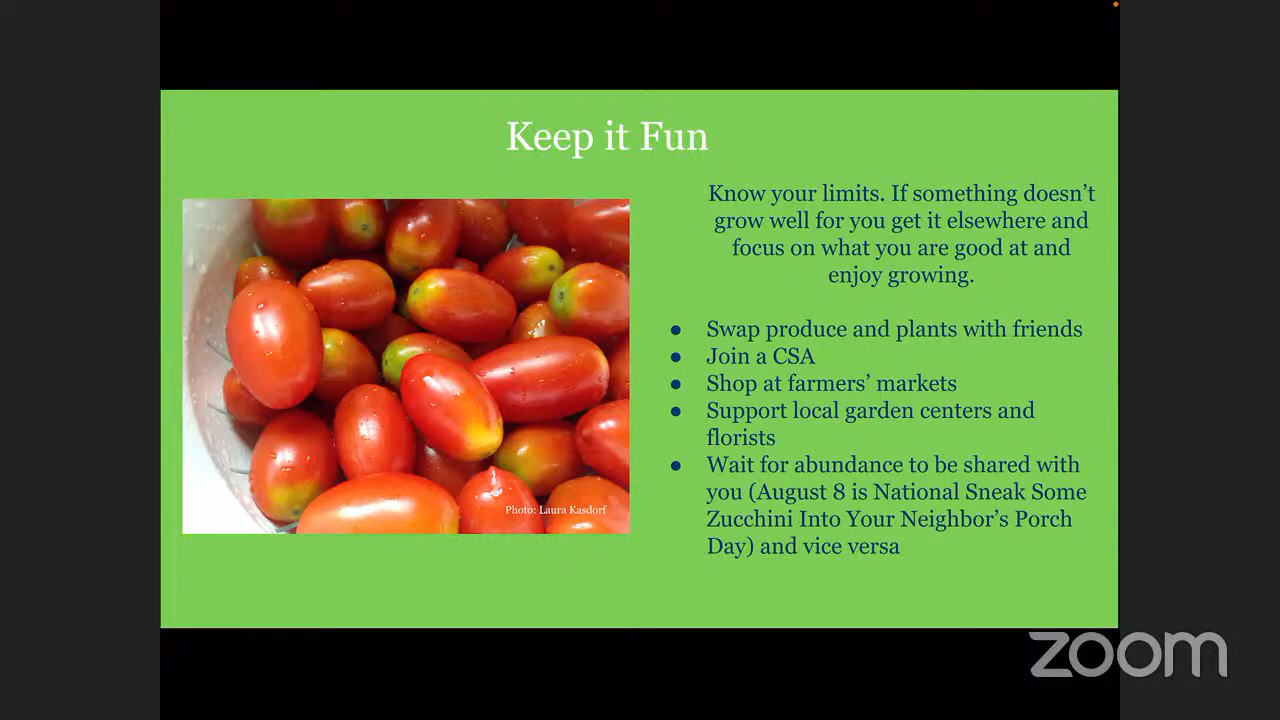 Keep it Fun
Know your limits. If something doesn't
grow well for you get it elsewhere and
focus on what you are good at and
enjoy growing.
● Swap produce and plants with friends
● Join a CSA
● Shop at farmers' markets
● Support local garden centers and
florists
● Wait for abundance to be shared with
you (August 8 is National Sneak Some
Zucchini Into Your Neighbor's Porch
Day) and vice versa
Photo: Laura Kasdorf
zoom